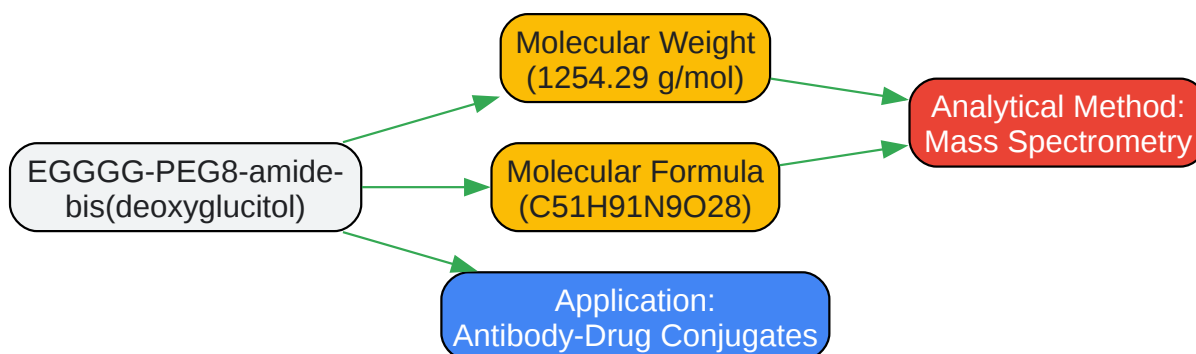 EGGGG-PEG8-amide-
bis(deoxyglucitol)
Molecular Weight
(1254.29 g/mol)
Molecular Formula
(C51H91N9O28)
Application:
Antibody-Drug Conjugates
Analytical Method:
Mass Spectrometry